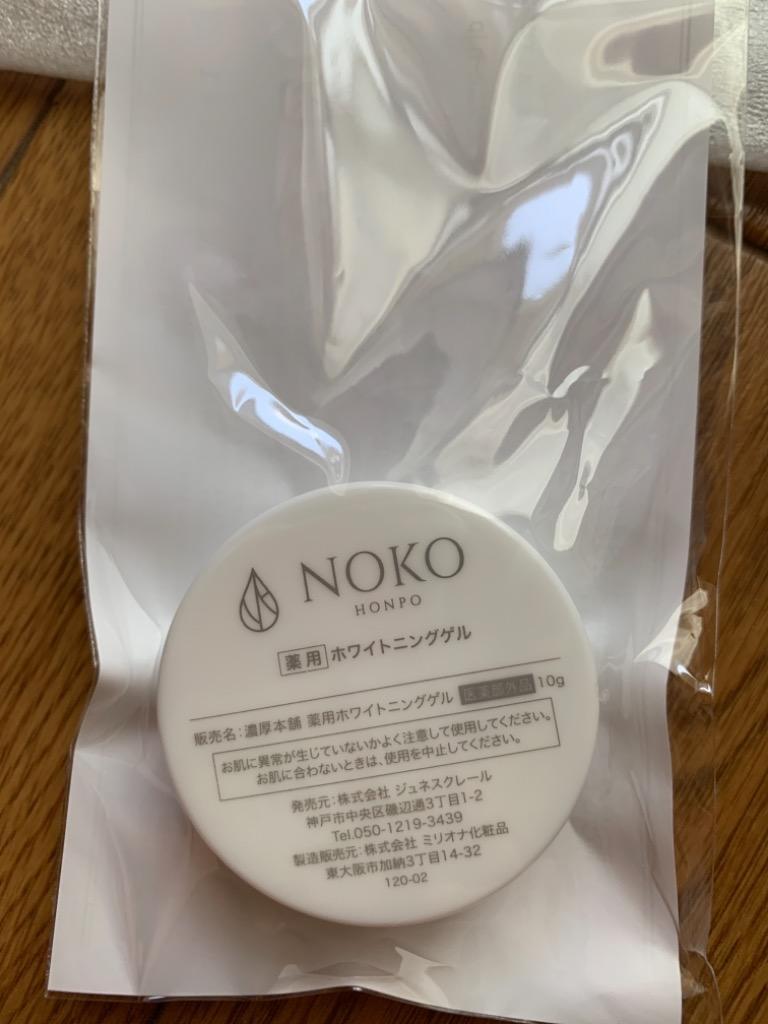 NOKO
HONPO
薬用 ホワイトニングゲル
販売名:濃厚本舗 薬用ホワイトニングゲル 医薬部外品 10g
お肌に異常が生じていないかよく注意して使用してください。
お肌に合わないときは、使用を中止してください。
発売元:株式会社 ジュネスクレール
神戸市中央区磯辺通3丁目1-2
Tel.050-1219-3439
製造販売元:株式会社 ミリオナ化粧品
東大阪市加納3丁目14-32
120-02